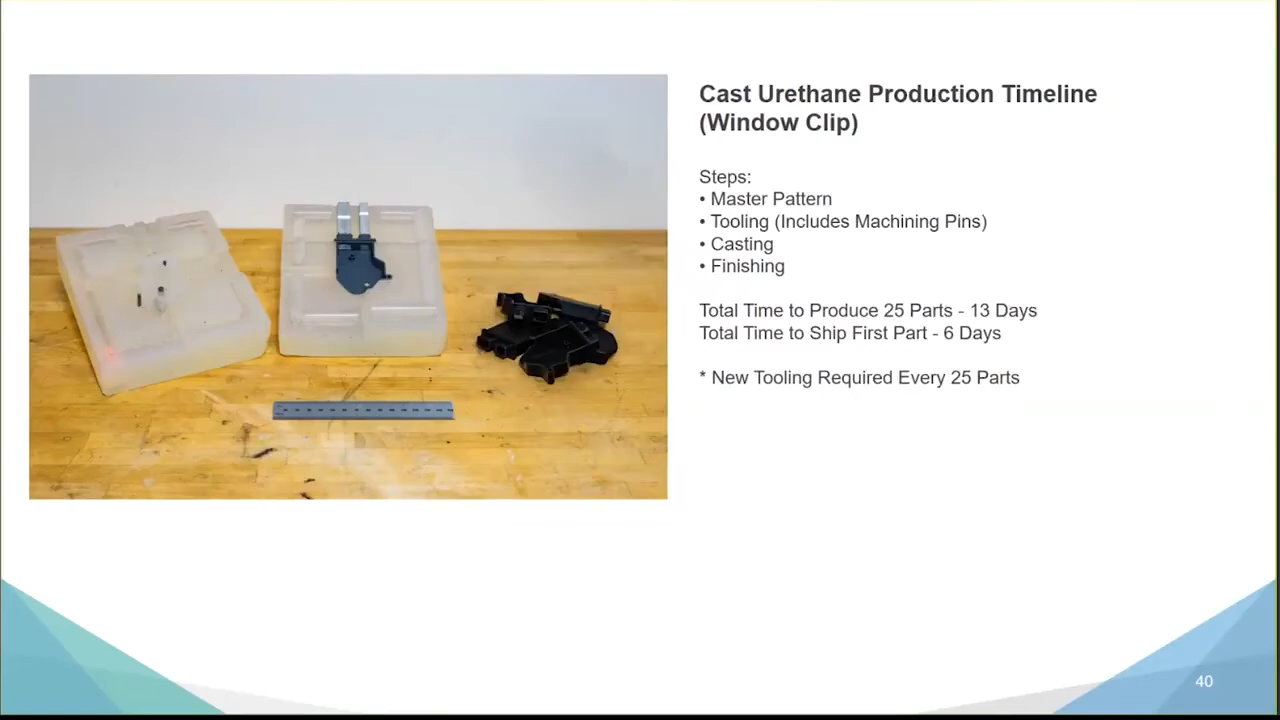 Cast Urethane Production Timeline
(Window Clip)
Steps:
• Master Pattern
• Tooling (Includes Machining Pins)
• Casting
• Finishing
Total Time to Produce 25 Parts - 13 Days
Total Time to Ship First Part - 6 Days
* New Tooling Required Every 25 Parts
40